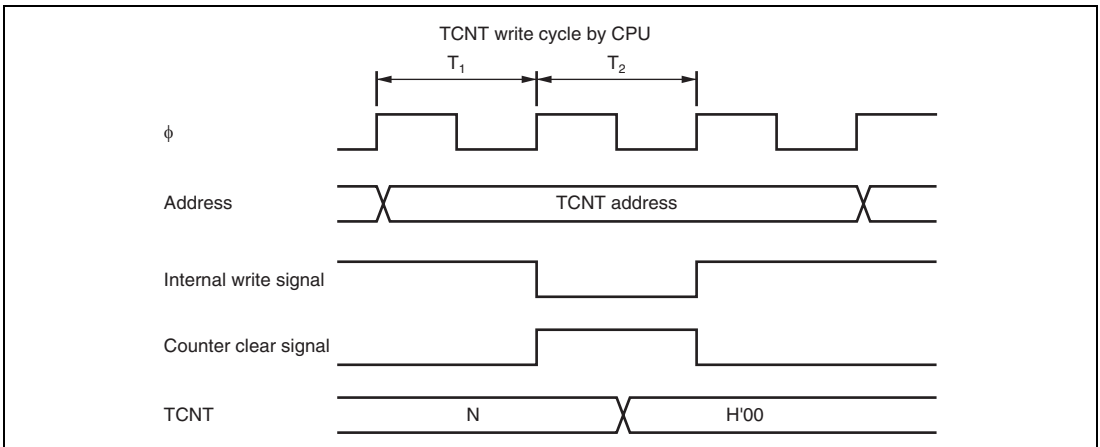 TCNT write cycle by CPU
T1 T2
ϕ
Address TCNT address
Internal write signal
Counter clear signal
TCNT N H'00